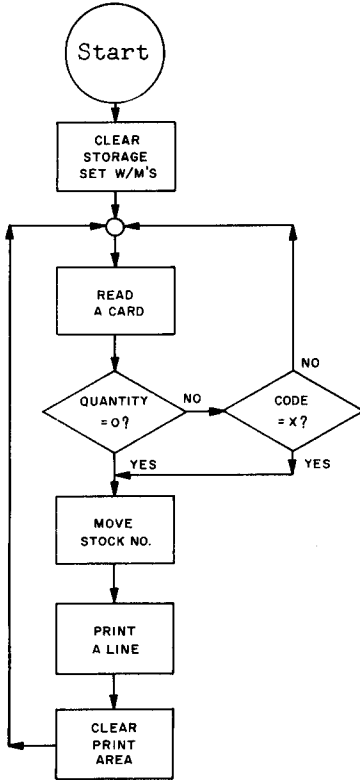 Start
CLEAR
STORAGE
SET W/M'S
READ
A CARD
QUANTITY
= 0?
NO
CODE
= X?
NO
YES
YES
MOVE
STOCK NO.
PRINT
A LINE
CLEAR
PRINT
AREA